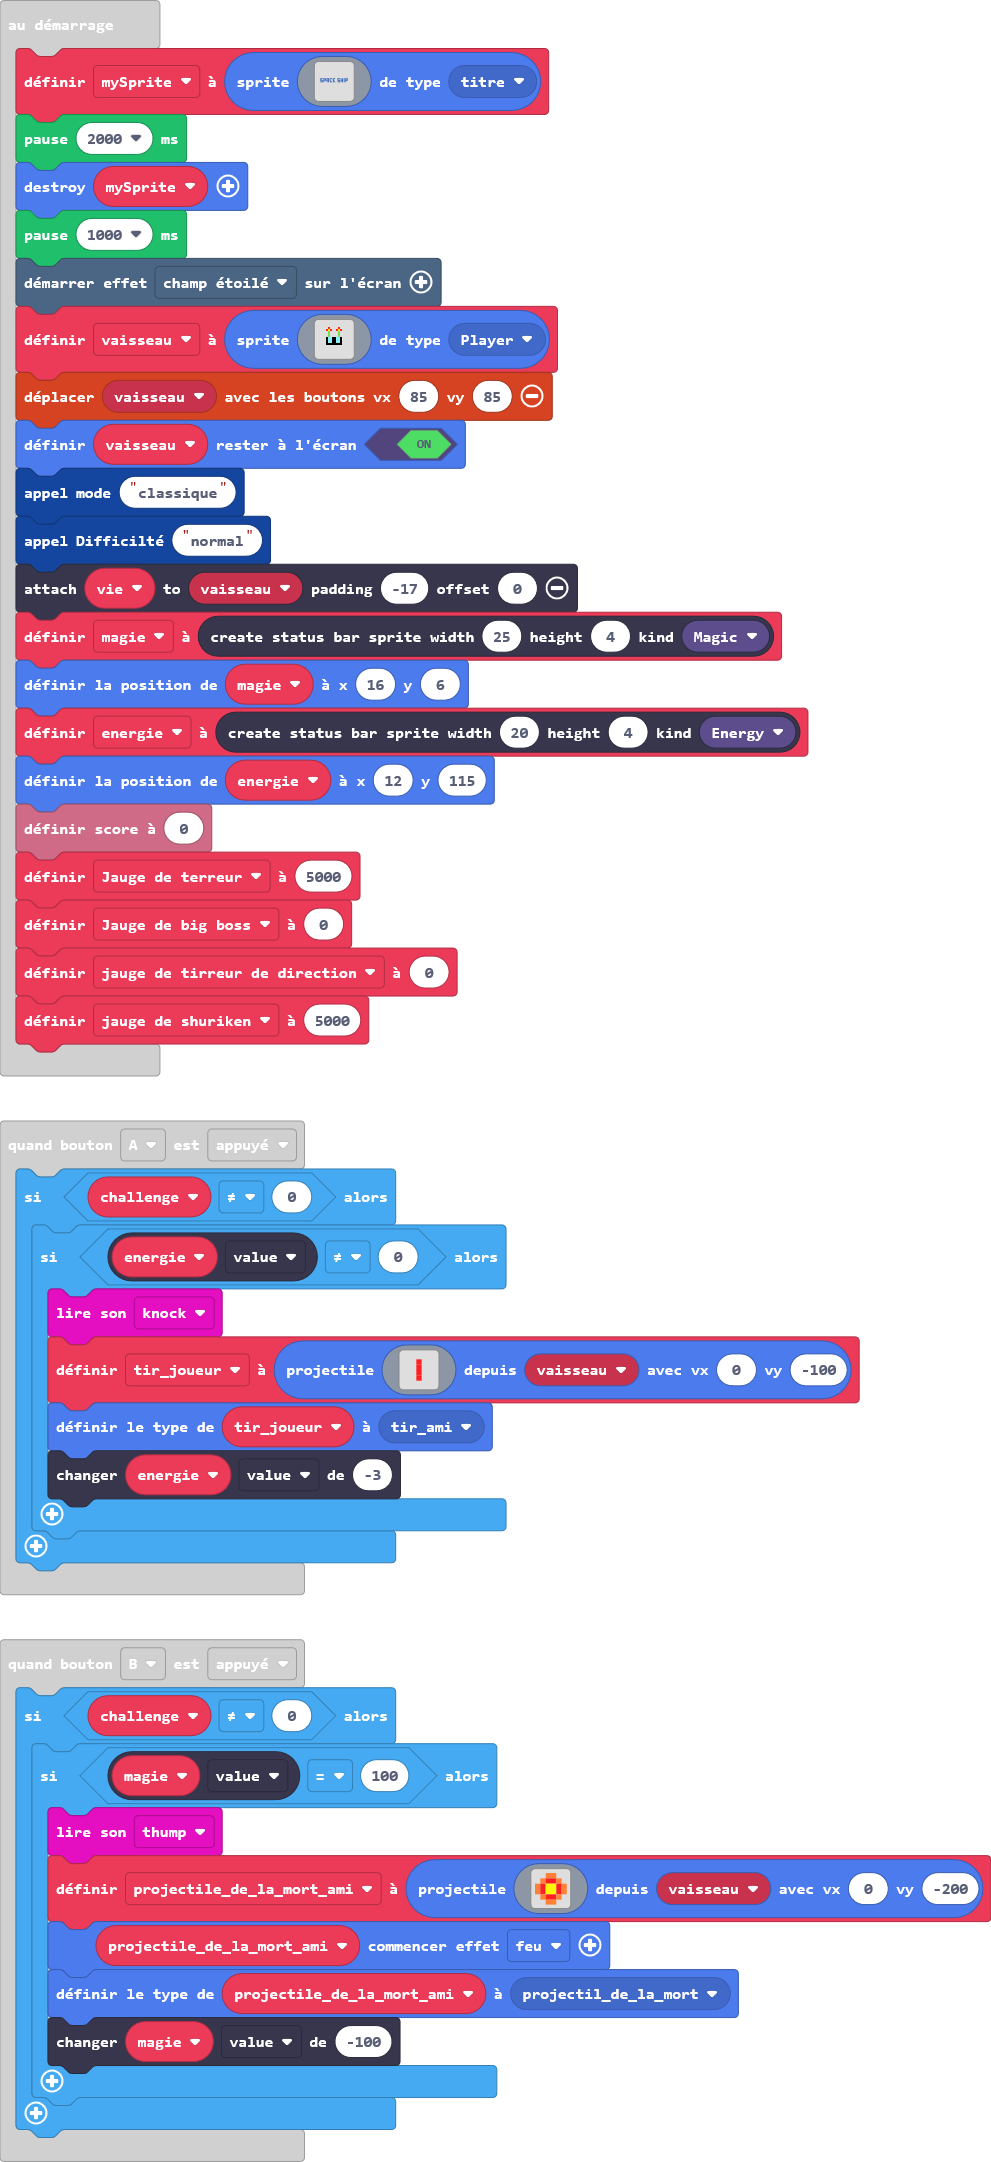 au démarrage
définir mySprite à sprite SPACE SHIP de type titre
pause 2000 ms
destroy mySprite
pause 1000 ms
démarrer effet champ étoilé sur l'écran
définir vaisseau à sprite de type Player
déplacer vaisseau avec les boutons vx 85 vy 85
définir vaisseau rester à l'écran ON
appel mode "classique"
appel Difficilté "normal"
attach vie to vaisseau padding -17 offset 0
définir magie à create status bar sprite width 25 height 4 kind Magic
définir la position de magie à x 16 y 6
définir energie à create status bar sprite width 20 height 4 kind Energy
définir la position de energie à x 12 y 115
définir score à 0
définir Jauge de terreur à 5000
définir Jauge de big boss à 0
définir jauge de tirreur de direction à 0
définir jauge de shuriken à 5000
quand bouton A est appuyé
si challenge ≠ 0 alors
si energie value ≠ 0 alors
lire son knock
définir tir_joueur à projectile depuis vaisseau avec vx 0 vy -100
définir le type de tir_joueur à tir_ami
changer energie value de -3
quand bouton B est appuyé
si challenge ≠ 0 alors
si magie value = 100 alors
lire son thump
définir projectile_de_la_mort_ami à projectile depuis vaisseau avec vx 0 vy -200
projectile_de_la_mort_ami commencer effet feu
définir le type de projectile_de_la_mort_ami à projectil_de_la_mort
changer magie value de -100